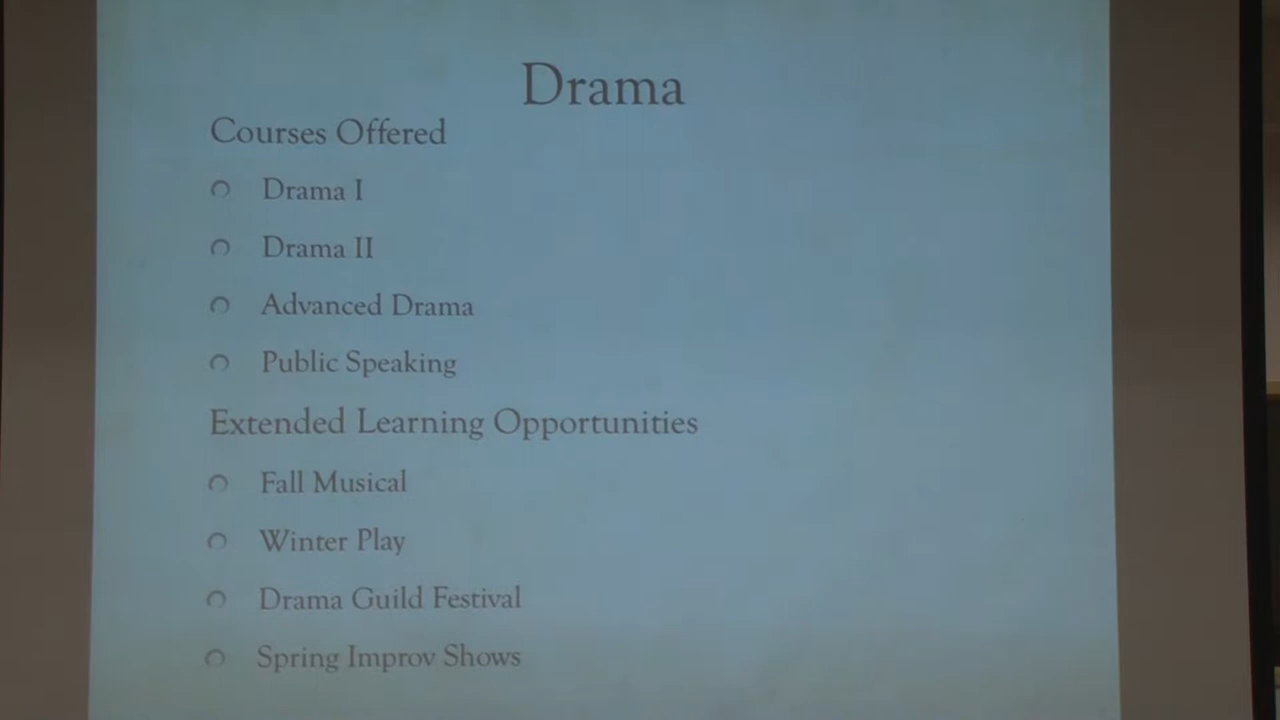 Drama
Courses Offered
Drama I
Drama II
Advanced Drama
Public Speaking
Extended Learning Opportunities
Fall Musical
Winter Play
Drama Guild Festival
Spring Improv Shows